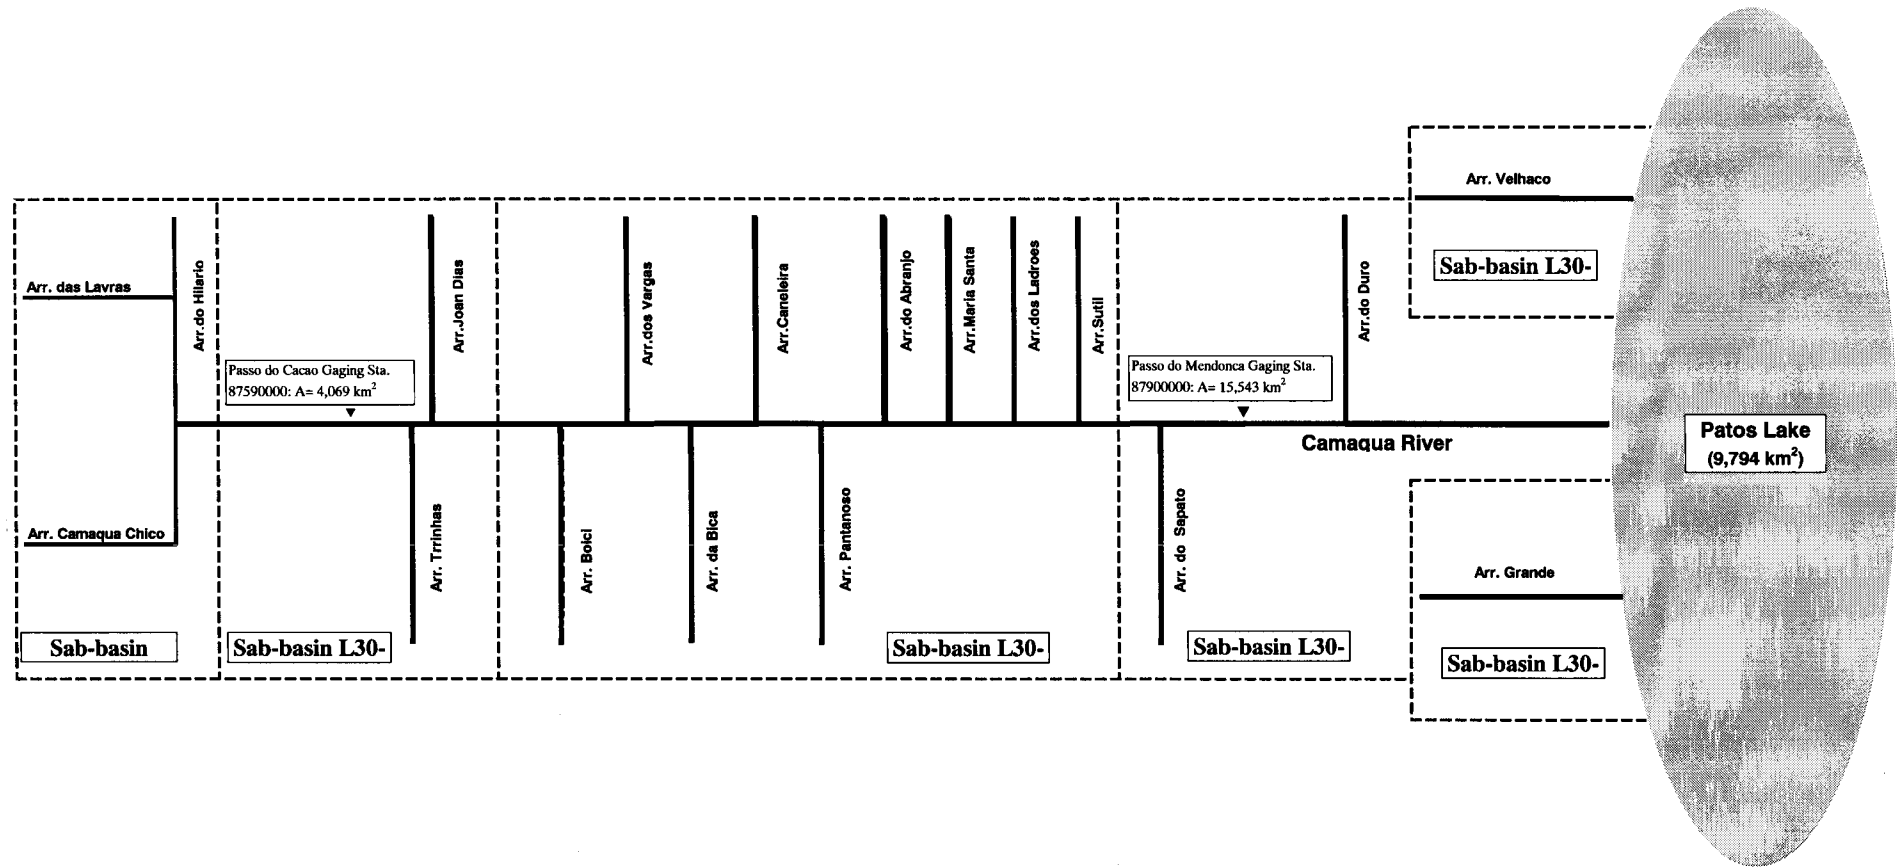 Arr. Velhaco
Sab-basin L30-
Arr. das Lavras
Arr.do Hilario
Arr.Joan Dias
Arr.dos Vargas
Arr.Caneleira
Arr.do Abranjo
Arr.Maria Santa
Arr.dos Ladroes
Arr.Sutil
Arr.do Duro
Passo do Cacao Gaging Sta.
87590000: A= 4,069 km²
Passo do Mendonca Gaging Sta.
87900000: A= 15,543 km²
Camaqua River
Patos Lake
(9,794 km²)
Arr. Camaqua Chico
Arr. Trrinhas
Arr. Boici
Arr. da Bica
Arr. Pantanoso
Arr. do Sapato
Arr. Grande
Sab-basin
Sab-basin L30-
Sab-basin L30-
Sab-basin L30-
Sab-basin L30-